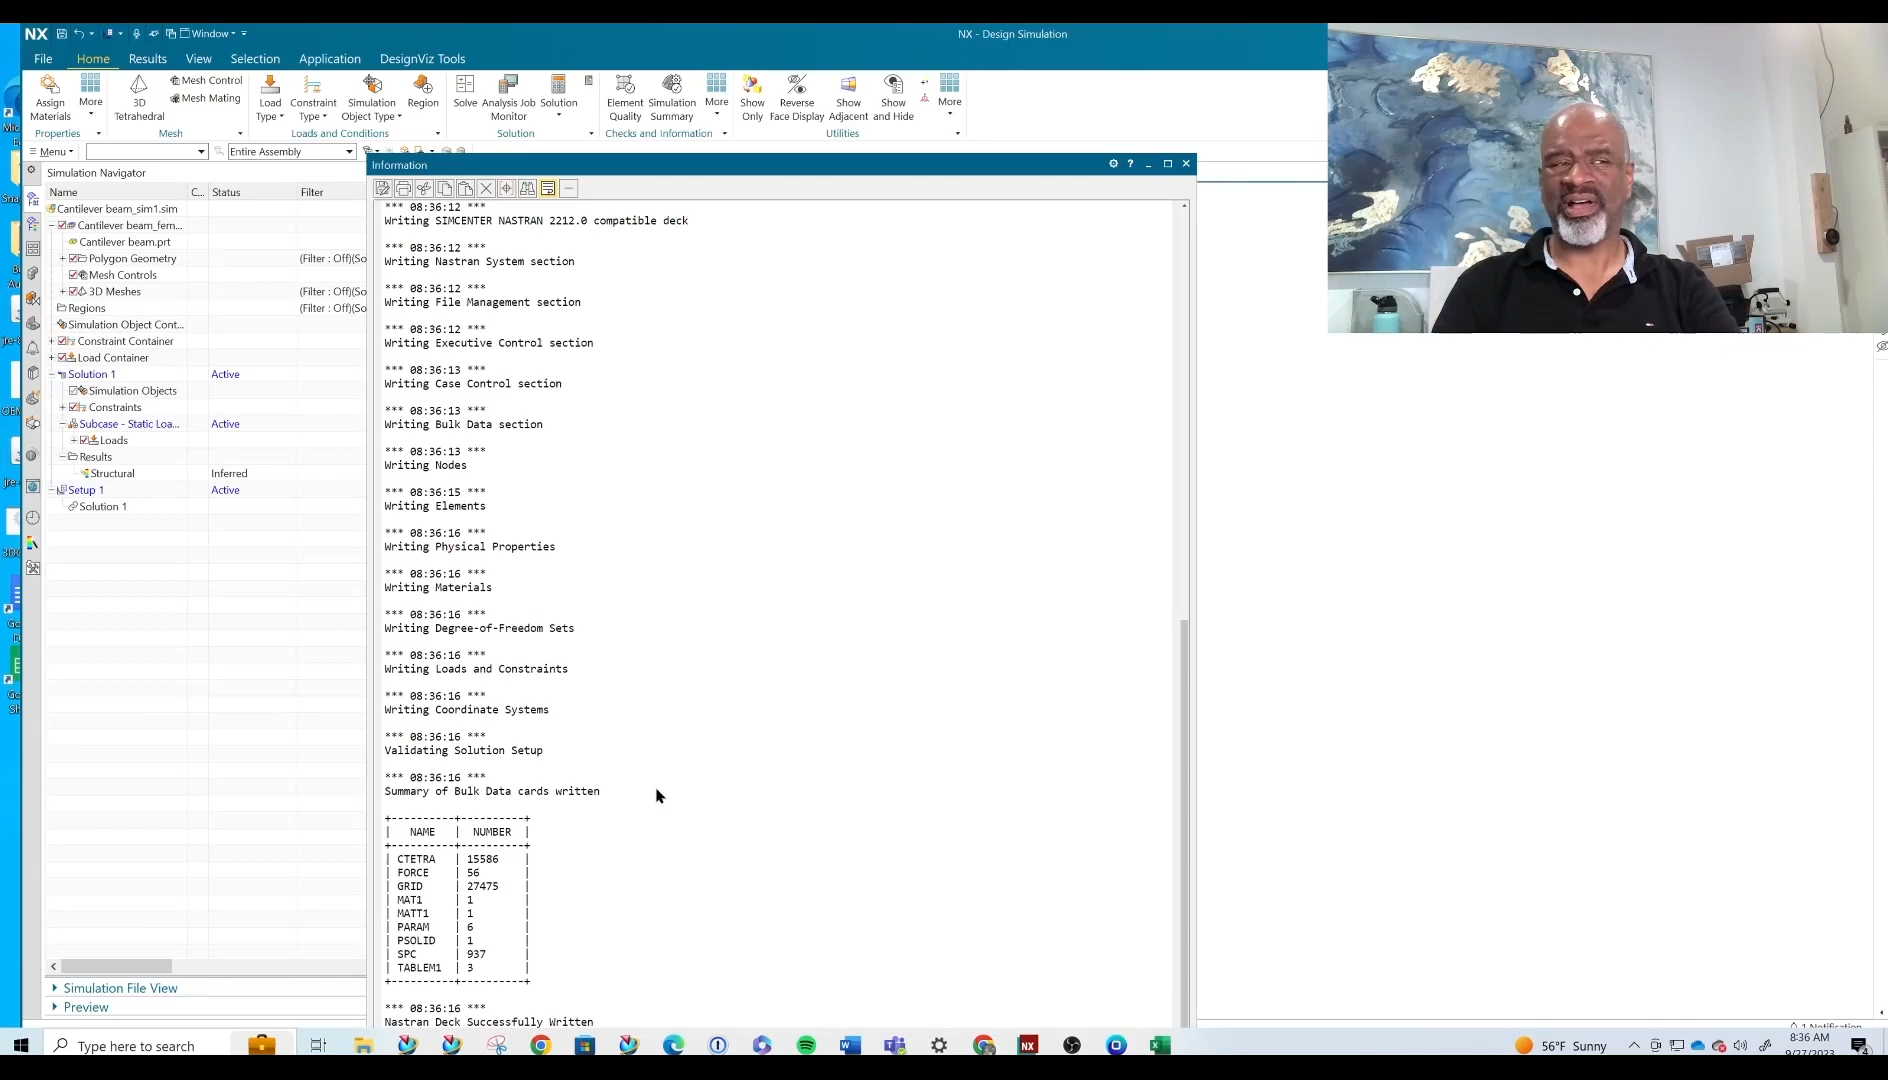 NX Window NX - Design Simulation
File Home Results View Selection Application DesignViz Tools
Assign Materials More 3D Tetrahedral Mesh Control Mesh Mating Load Type Constraint Type Simulation Object Type Region Solve Analysis Job Monitor Solution Element Quality Simulation Summary More Show Only Reverse Face Display Show Adjacent Show and Hide More
Properties Mesh Loads and Conditions Solution Checks and Information Utilities
Menu Entire Assembly
Simulation Navigator
Name C... Status Filter
Cantilever beam_sim1.sim
Cantilever beam_fem...
Cantilever beam.prt
Polygon Geometry (Filter : Off)(So
Mesh Controls
3D Meshes (Filter : Off)(So
Regions (Filter : Off)(So
Simulation Object Cont...
Constraint Container
Load Container
Solution 1 Active
Simulation Objects
Constraints
Subcase - Static Loa... Active
Loads
Results
Structural Inferred
Setup 1 Active
Solution 1
Simulation File View
Preview
Information
*** 08:36:12 ***
Writing SIMCENTER NASTRAN 2212.0 compatible deck
*** 08:36:12 ***
Writing Nastran System section
*** 08:36:12 ***
Writing File Management section
*** 08:36:12 ***
Writing Executive Control section
*** 08:36:13 ***
Writing Case Control section
*** 08:36:13 ***
Writing Bulk Data section
*** 08:36:13 ***
Writing Nodes
*** 08:36:15 ***
Writing Elements
*** 08:36:16 ***
Writing Physical Properties
*** 08:36:16 ***
Writing Materials
*** 08:36:16 ***
Writing Degree-of-Freedom Sets
*** 08:36:16 ***
Writing Loads and Constraints
*** 08:36:16 ***
Writing Coordinate Systems
*** 08:36:16 ***
Validating Solution Setup
*** 08:36:16 ***
Summary of Bulk Data cards written
+----------+----------+
| NAME | NUMBER |
+----------+----------+
| CTETRA | 15586 |
| FORCE | 56 |
| GRID | 27475 |
| MAT1 | 1 |
| MATT1 | 1 |
| PARAM | 6 |
| PSOLID | 1 |
| SPC | 937 |
| TABLEM1 | 3 |
+----------+----------+
*** 08:36:16 ***
Nastran Deck Successfully Written
1 Notification
Type here to search 56°F Sunny 8:36 AM
9/27/2023